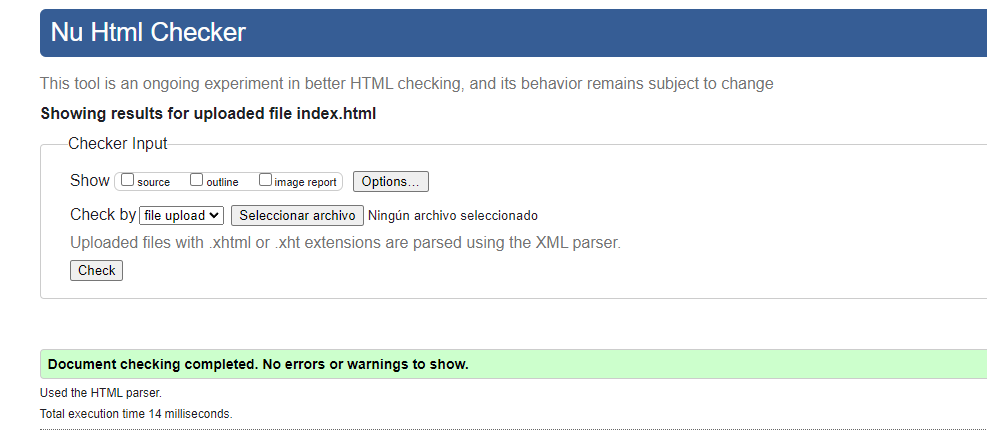 Nu Html Checker
This tool is an ongoing experiment in better HTML checking, and its behavior remains subject to change
Showing results for uploaded file index.html
Checker Input
Show source outline image report Options...
Check by file upload Seleccionar archivo Ningún archivo seleccionado
Uploaded files with .xhtml or .xht extensions are parsed using the XML parser.
Check
Document checking completed. No errors or warnings to show.
Used the HTML parser.
Total execution time 14 milliseconds.